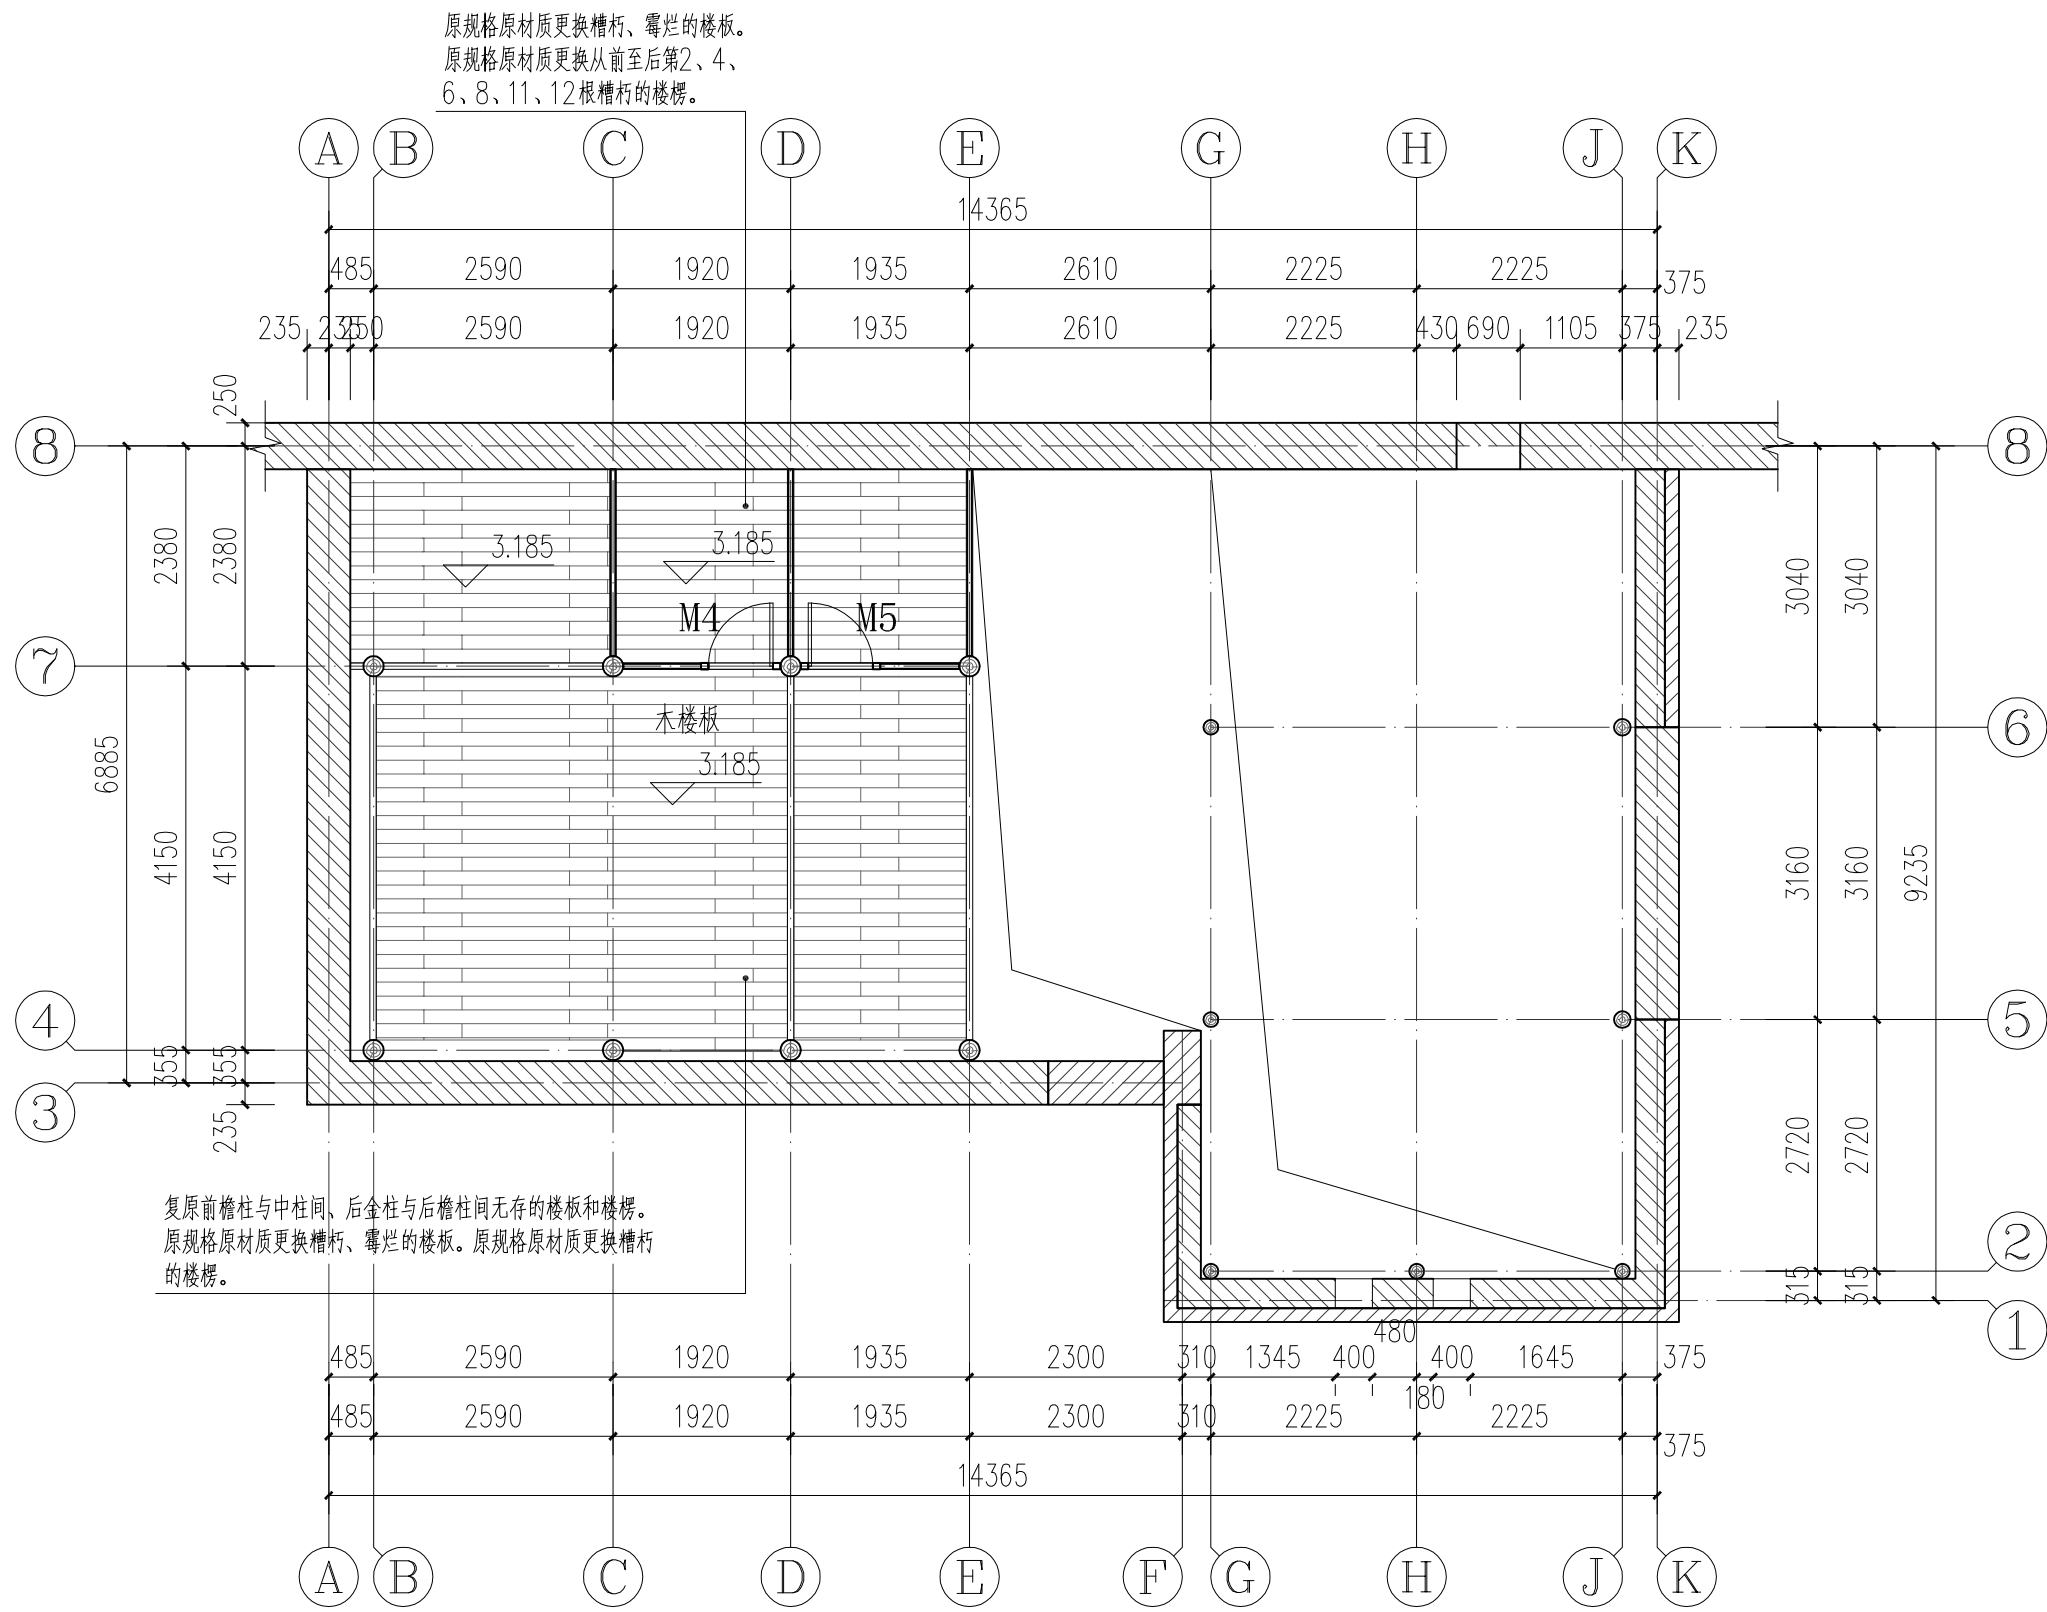 原规格原材质更换糟朽、霉烂的楼板。
原规格原材质更换从前至后第2、4、
6、8、11、12根糟朽的楼楞。
A B C D E G H J K
14365
485 2590 1920 1935 2610 2225 2225 375
235 235 250 2590 1920 1935 2610 2225 430 690 1105 375 235
250
8 8
2380 2380 3040 3040
3.185 3.185
M4 M5
7
6
木楼板
3.185
6885 4150 4150 3160 3160 9235
4 5
355 355
3
235
2720 2720
复原前檐柱与中柱间、后金柱与后檐柱间无存的楼板和楼楞。
原规格原材质更换糟朽、霉烂的楼板。原规格原材质更换糟朽
的楼楞。
2
315 315
1
480
485 2590 1920 1935 2300 310 1345 400 400 1645 375
180
485 2590 1920 1935 2300 310 2225 2225 375
14365
A B C D E F G H J K